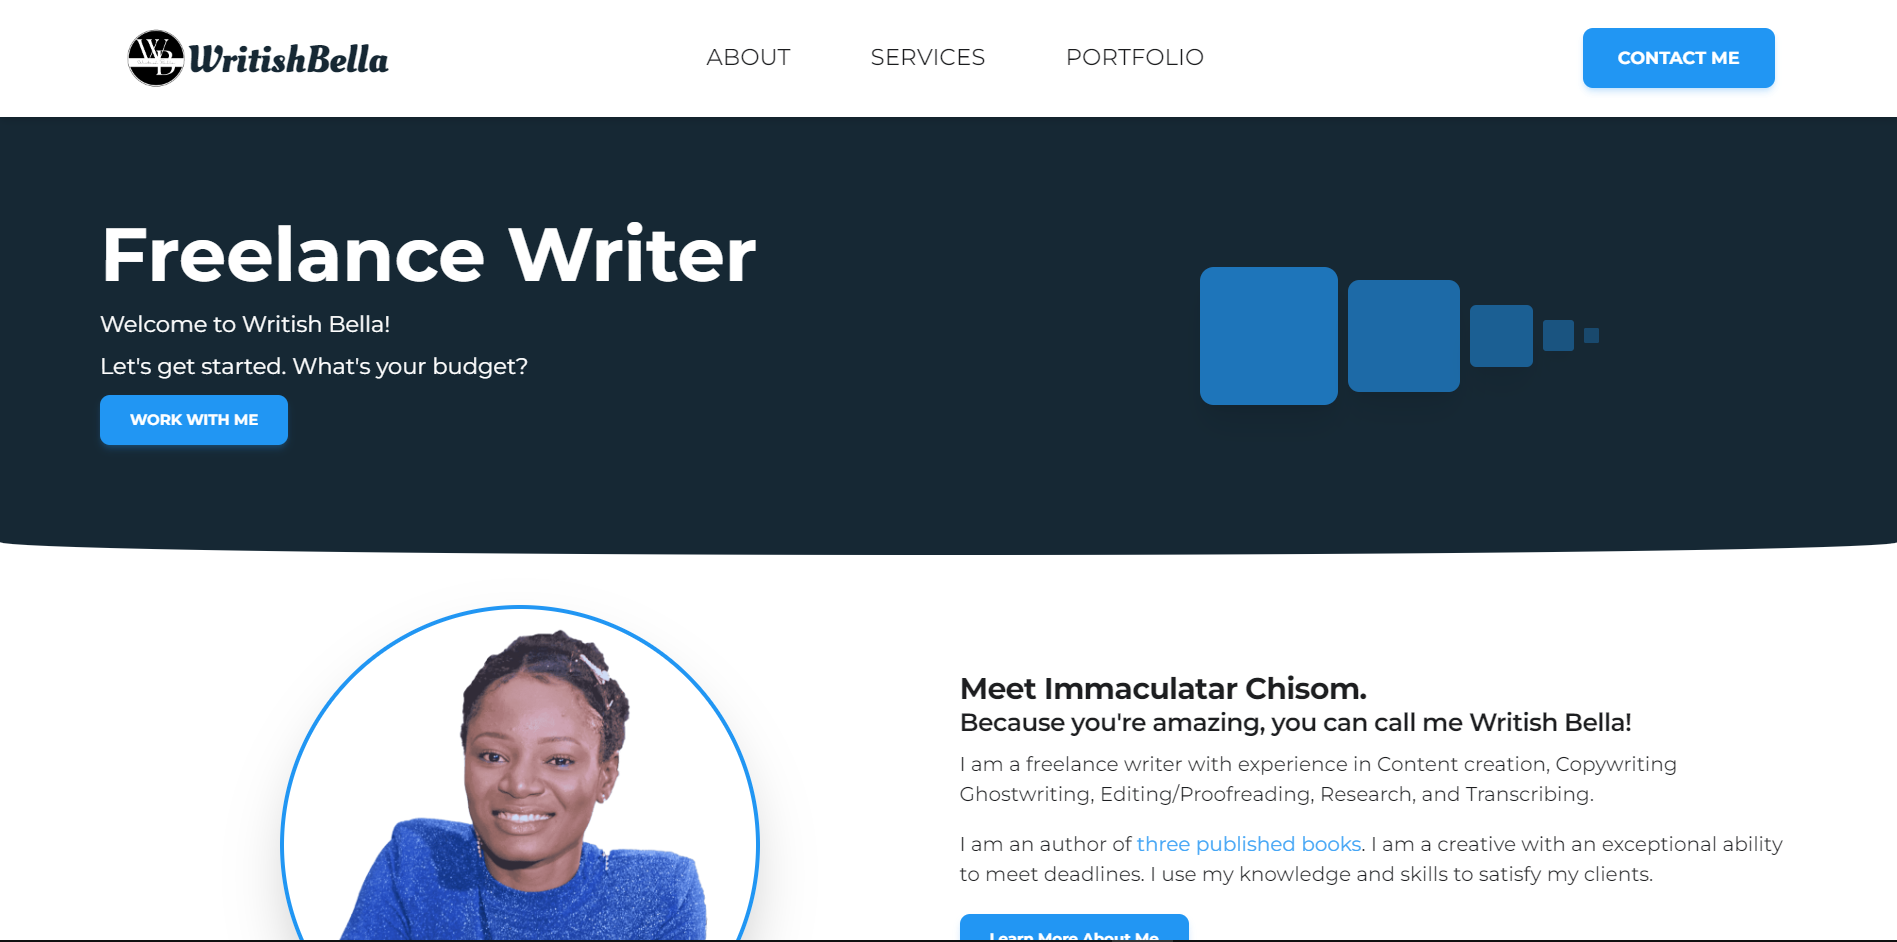 WB WritishBella
ABOUT
SERVICES
PORTFOLIO
CONTACT ME
Freelance Writer
Welcome to Writish Bella!
Let's get started. What's your budget?
WORK WITH ME
Meet Immaculatar Chisom.
Because you're amazing, you can call me Writish Bella!
I am a freelance writer with experience in Content creation, Copywriting
Ghostwriting, Editing/Proofreading, Research, and Transcribing.
I am an author of three published books. I am a creative with an exceptional ability
to meet deadlines. I use my knowledge and skills to satisfy my clients.
Learn More About Me